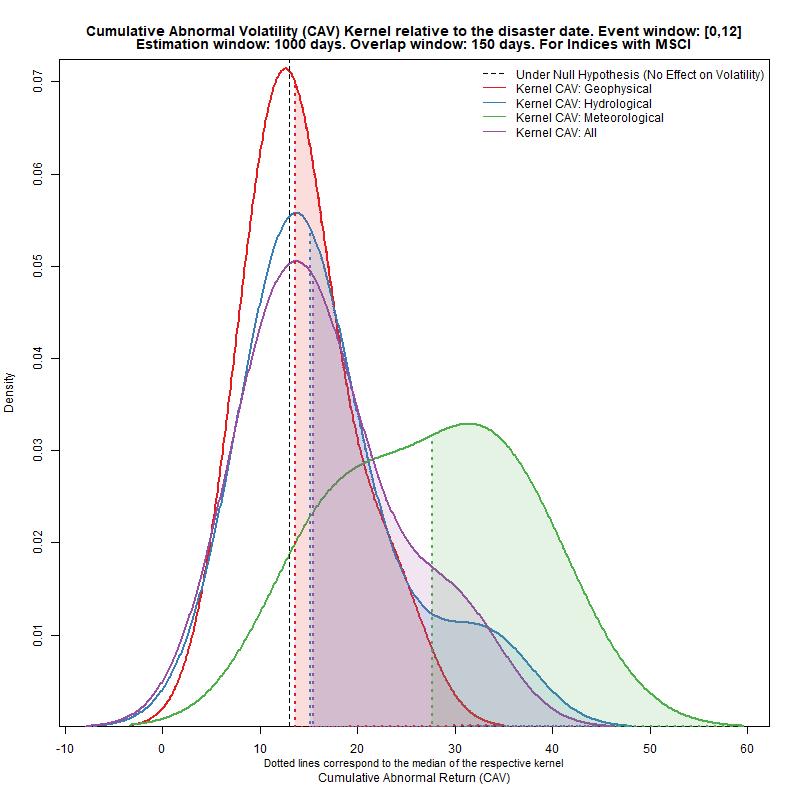 Cumulative Abnormal Volatility (CAV) Kernel relative to the disaster date. Event window: [0,12]
Estimation window: 1000 days. Overlap window: 150 days. For Indices with MSCI
Under Null Hypothesis (No Effect on Volatility)
Kernel CAV: Geophysical
Kernel CAV: Hydrological
Kernel CAV: Meteorological
Kernel CAV: All
Density
0.07
0.06
0.05
0.04
0.03
0.02
0.01
-10 0 10 20 30 40 50 60
Dotted lines correspond to the median of the respective kernel
Cumulative Abnormal Return (CAV)